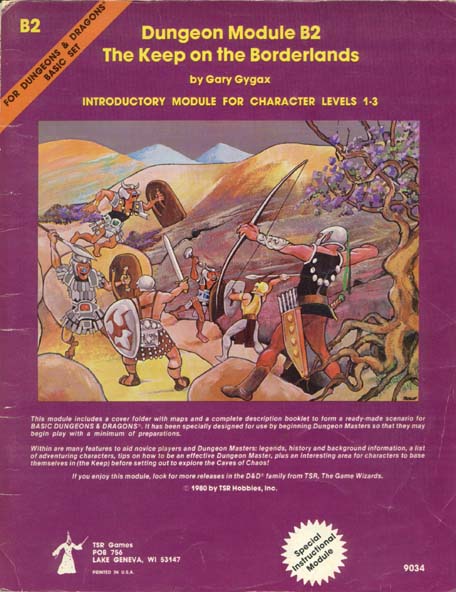 B2
FOR DUNGEONS & DRAGONS®
BASIC SET
Dungeon Module B2
The Keep on the Borderlands
by Gary Gygax
INTRODUCTORY MODULE FOR CHARACTER LEVELS 1-3
This module includes a cover folder with maps and a complete description booklet to form a ready-made scenario for
BASIC DUNGEONS & DRAGONS®. It has been specially designed for use by beginning Dungeon Masters so that they may
begin play with a minimum of preparations.
Within are many features to aid novice players and Dungeon Masters: legends, history and background information, a list
of adventuring characters, tips on how to be an effective Dungeon Master, plus an interesting area for characters to base
themselves in (the Keep) before setting out to explore the Caves of Chaos!
If you enjoy this module, look for more releases in the D&D® family from TSR, The Game Wizards.
© 1980 by TSR Hobbies, Inc.
TSR Games
POB 756
LAKE GENEVA, WI 53147
PRINTED IN U.S.A.
Special
Instructional
Module
9034